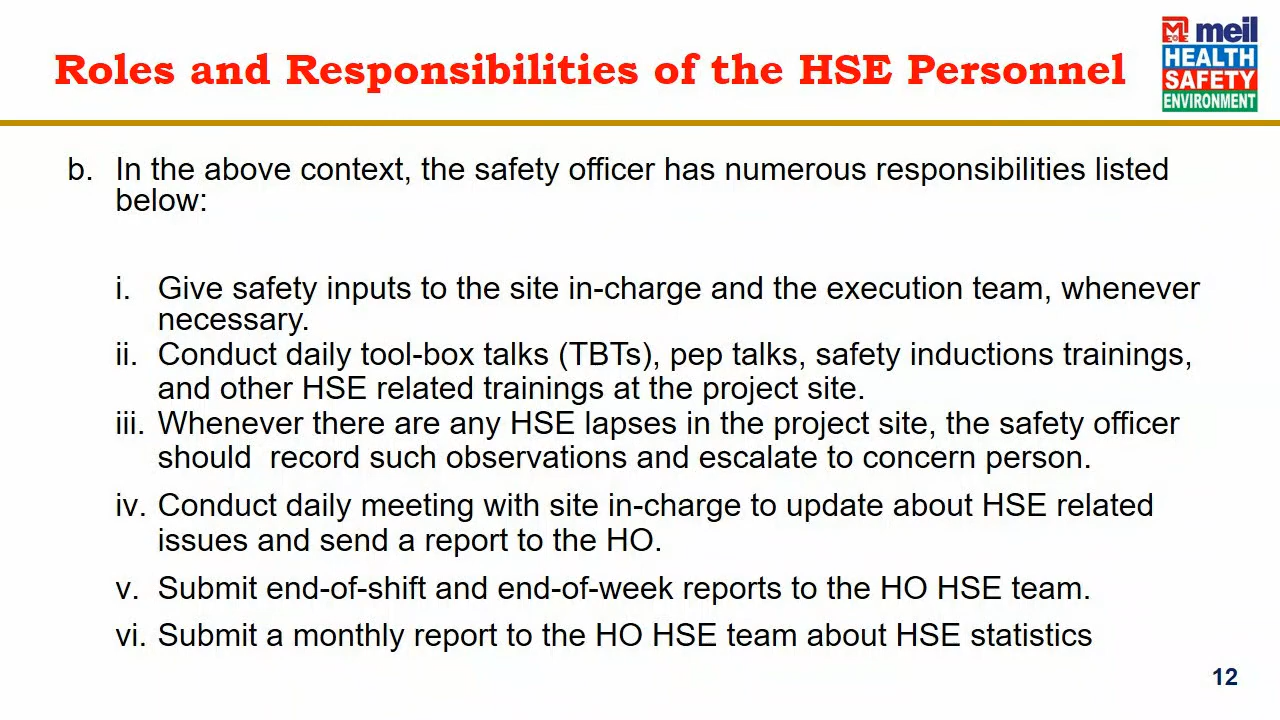 Roles and Responsibilities of the HSE Personnel
meil
HEALTH
SAFETY
ENVIRONMENT
b. In the above context, the safety officer has numerous responsibilities listed
below:
i. Give safety inputs to the site in-charge and the execution team, whenever
necessary.
ii. Conduct daily tool-box talks (TBTs), pep talks, safety inductions trainings,
and other HSE related trainings at the project site.
iii. Whenever there are any HSE lapses in the project site, the safety officer
should  record such observations and escalate to concern person.
iv. Conduct daily meeting with site in-charge to update about HSE related
issues and send a report to the HO.
v. Submit end-of-shift and end-of-week reports to the HO HSE team.
vi. Submit a monthly report to the HO HSE team about HSE statistics
12